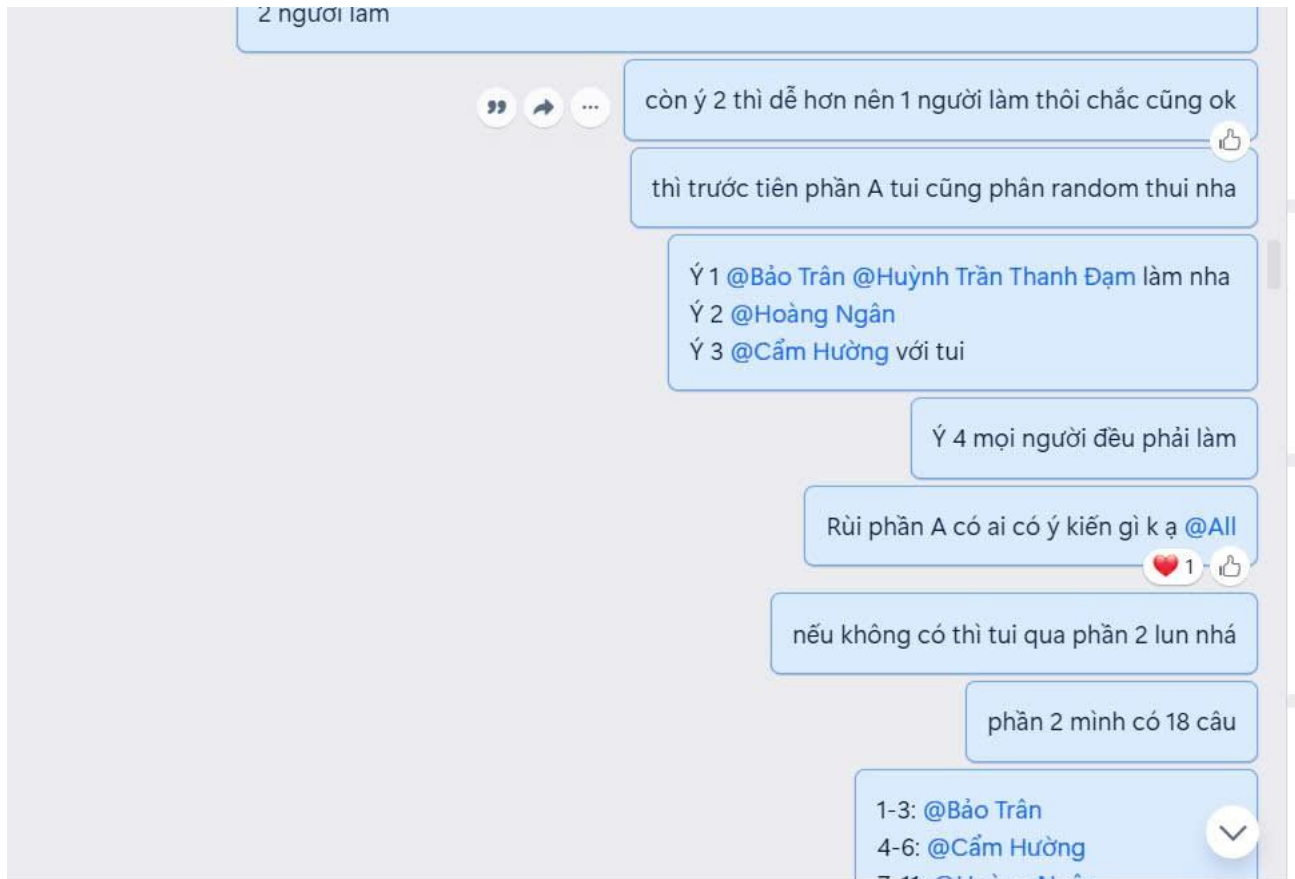 2 người làm
còn ý 2 thì dễ hơn nên 1 người làm thôi chắc cũng ok
thì trước tiên phần A tui cũng phân random thui nha
Ý 1 @Bảo Trân @Huỳnh Trần Thanh Đạm làm nha
Ý 2 @Hoàng Ngân
Ý 3 @Cẩm Hường với tui
Ý 4 mọi người đều phải làm
Rùi phần A có ai có ý kiến gì k ạ @All
1
nếu không có thì tui qua phần 2 lun nhá
phần 2 mình có 18 câu
1-3: @Bảo Trân
4-6: @Cẩm Hường